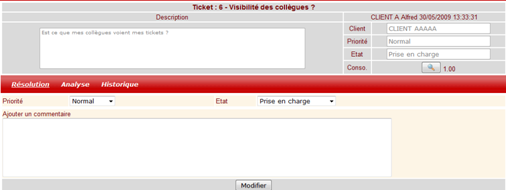 Ticket : 6 - Visibilité des collégues ?
Description
CLIENT A Alfred 30/05/2009 13:33:31
Est ce que mes collégues voient mes tickets ?
Client CLIENT AAAAA
Priorité Normal
Etat Prise en charge
Conso. 1.00
Résolution Analyse Historique
Priorité Normal Etat Prise en charge
Ajouter un commentaire
Modifier